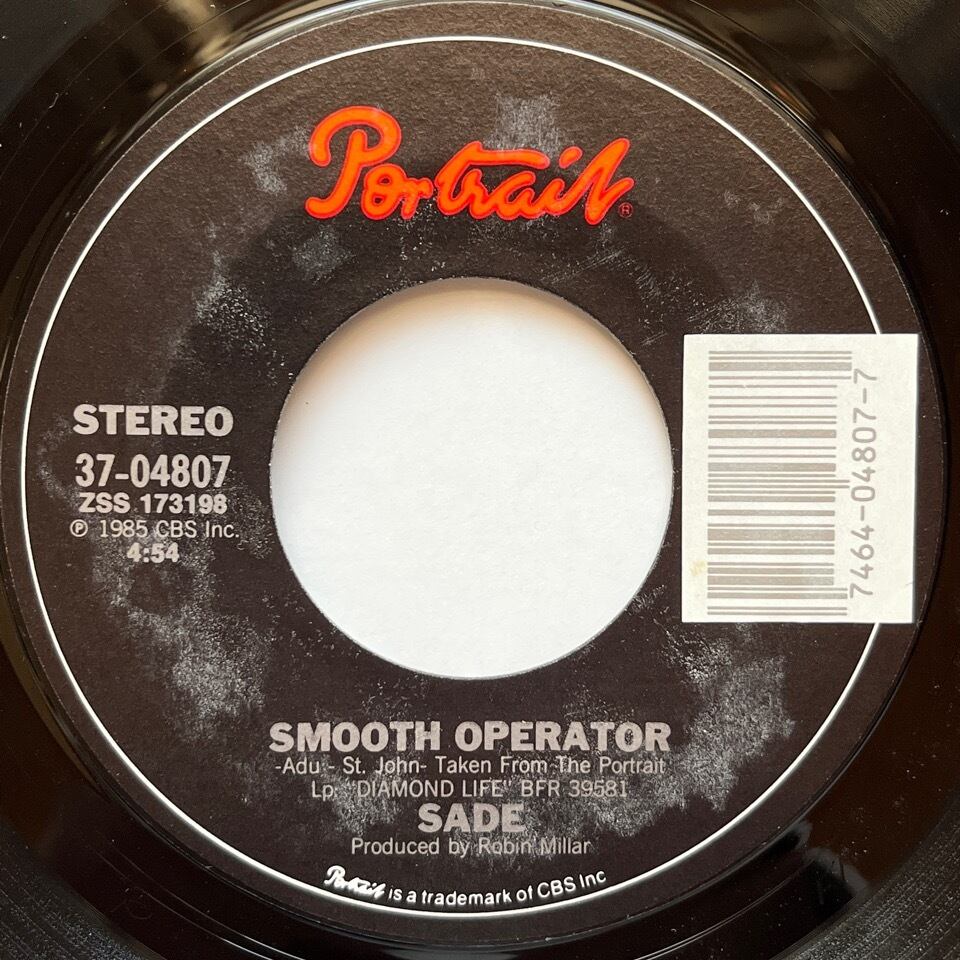 Portrait®
STEREO
37-04807
ZSS 173198
℗ 1985 CBS Inc.
4:54
7464-04807-7
SMOOTH OPERATOR
-Adu - St. John- Taken From The Portrait
Lp. "DIAMOND LIFE" BFR 39581
SADE
Produced by Robin Millar
Portrait is a trademark of CBS Inc